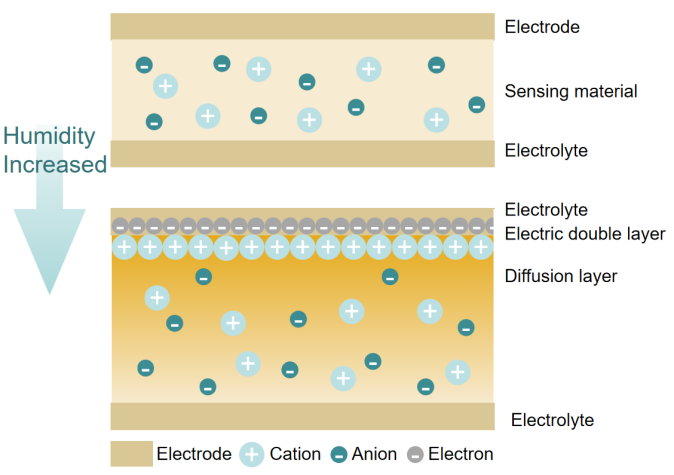 Electrode
Sensing material
Humidity
Increased
Electrolyte
Electrolyte
Electric double layer
Diffusion layer
Electrolyte
Electrode Cation Anion Electron